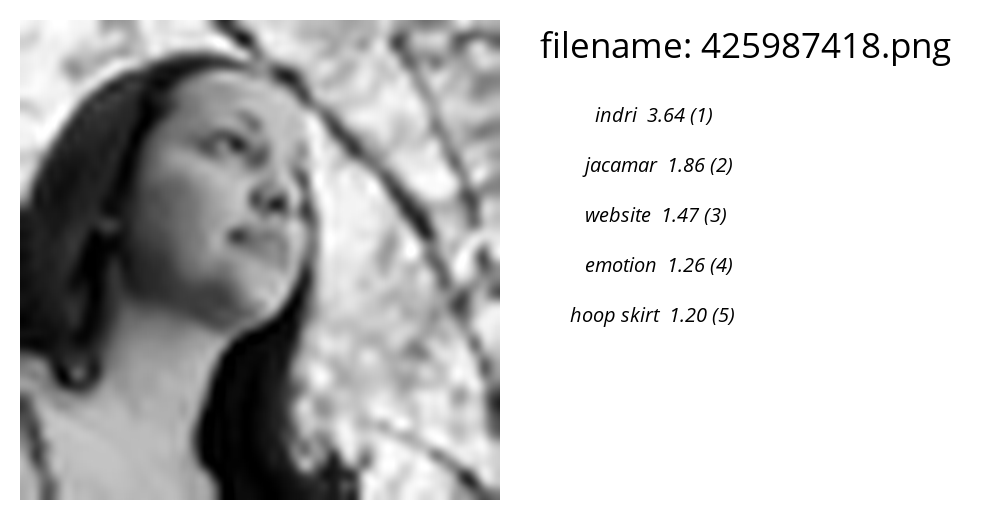 filename: 425987418.png
indri 3.64 (1)
jacamar 1.86 (2)
website 1.47 (3)
emotion 1.26 (4)
hoop skirt 1.20 (5)